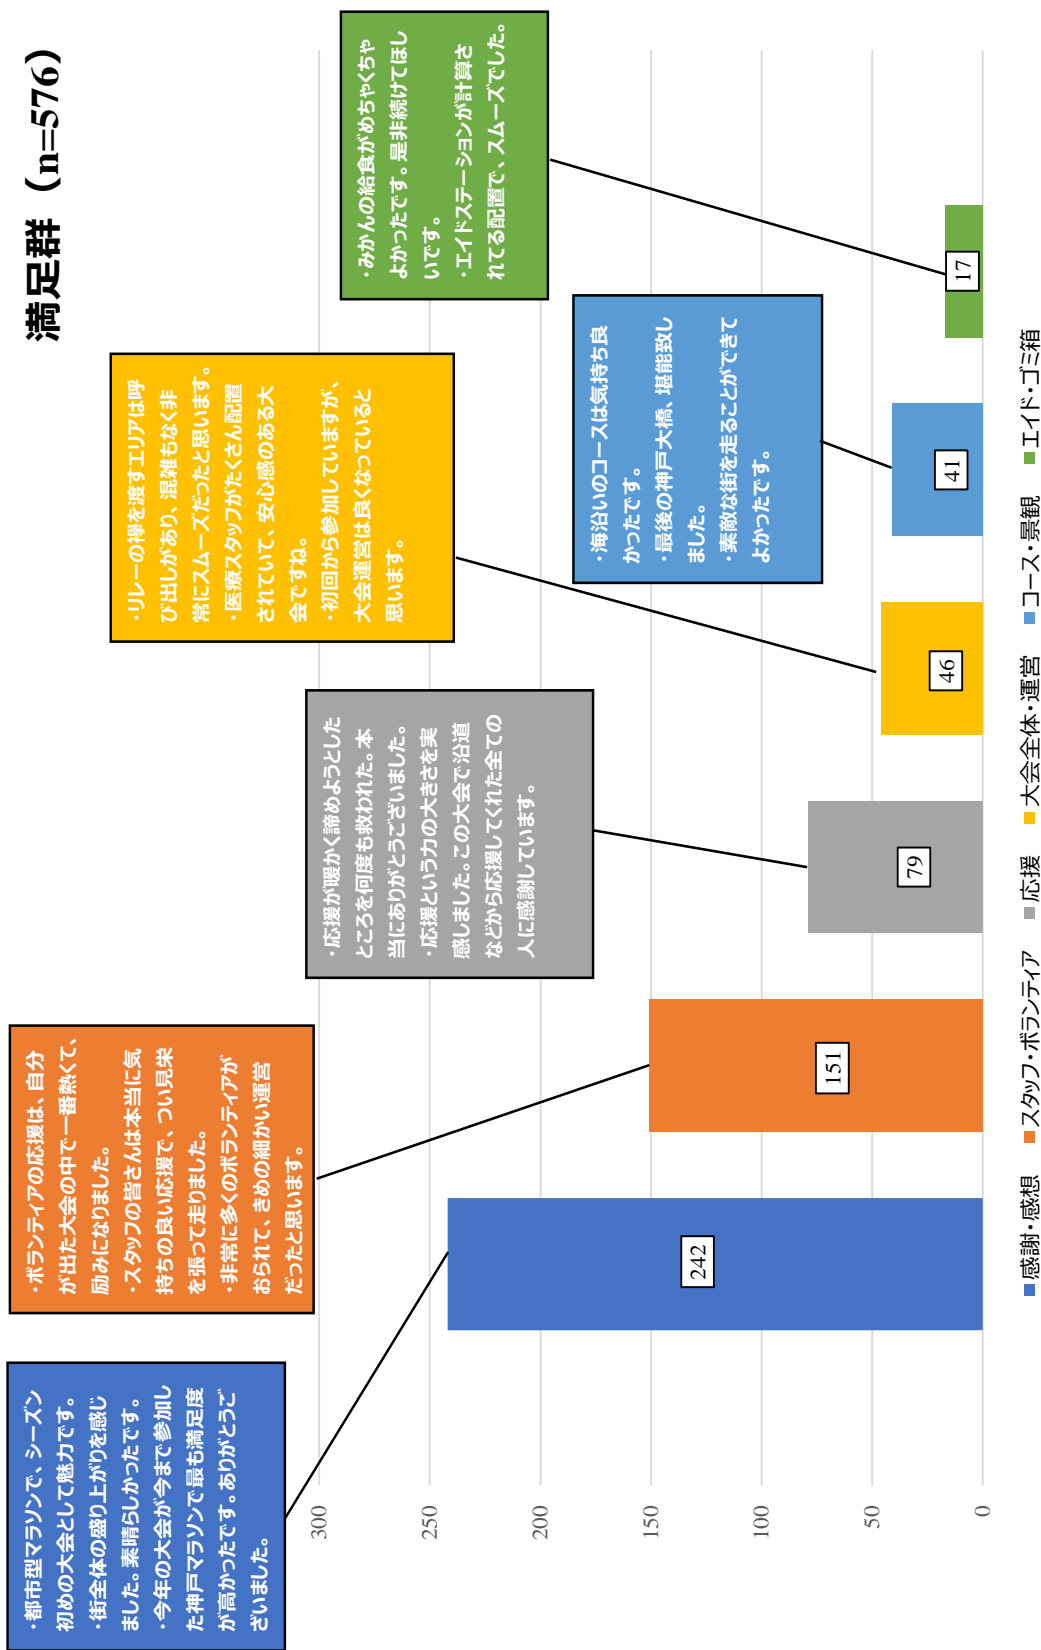 満足群（n=576）
・都市型マラソンで、シーズン
初めの大会として魅力です。
・街全体の盛り上がりを感じ
ました。素晴らしかったです。
・今年の大会が今まで参加し
た神戸マラソンで最も満足度
が高かったです。ありがとうご
ざいました。
・ボランティアの応援は、自分
が出た大会の中で一番熱くて、
励みになりました。
・スタッフの皆さんは本当に気
持ちの良い応援で、つい見栄
を張って走りました。
・非常に多くのボランティアが
おられて、きめの細かい運営
だったと思います。
・応援が暖かく諦めようとした
ところを何度も救われた。本
当にありがとうございました。
・応援という力の大きさを実
感しました。この大会で沿道
などから応援してくれた全ての
人に感謝しています。
・リレーの襷を渡すエリアは呼
び出しがあり、混雑もなく非
常にスムーズだったと思います。
・医療スタッフがたくさん配置
されていて、安心感のある大
会ですね。
・初回から参加していますが、
大会運営は良くなっていると
思います。
・海沿いのコースは気持ち良
かったです。
・最後の神戸大橋、堪能致し
ました。
・素敵な街を走ることができて
よかったです。
・みかんの給食がめちゃくちゃ
よかったです。是非続けてほし
いです。
・エイドステーションが計算さ
れてる配置で、スムーズでした。
300
250
200
150
100
50
0
242
151
79
46
41
17
感謝・感想 スタッフ・ボランティア 応援 大会全体・運営 コース・景観 エイド・ゴミ箱